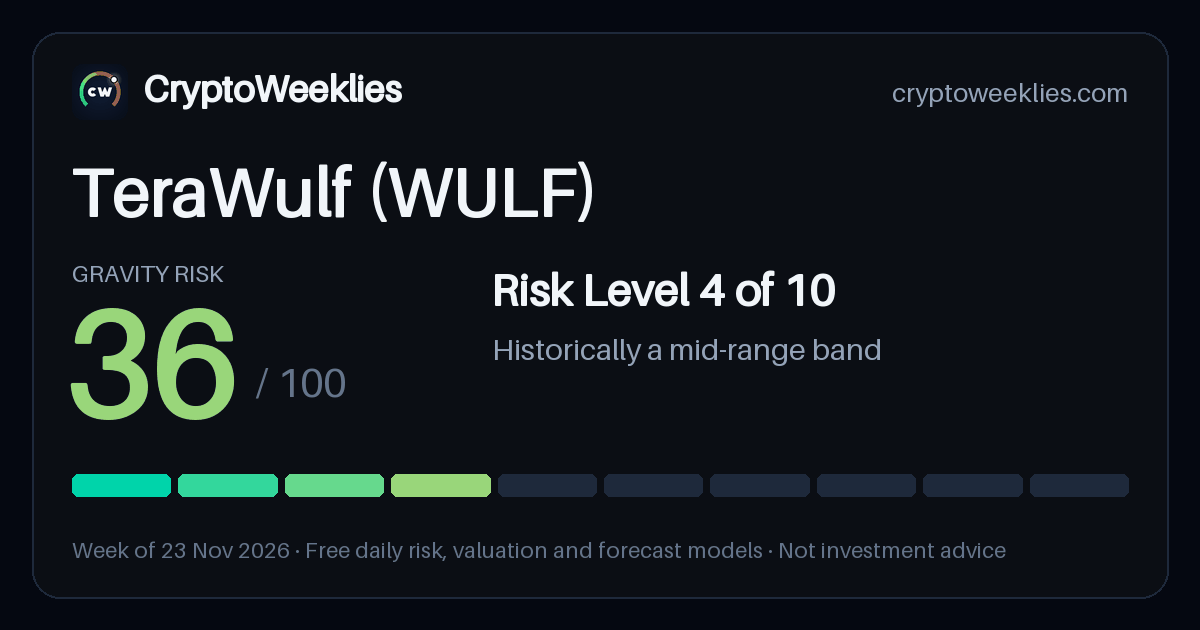 CW
CryptoWeeklies
cryptoweeklies.com
TeraWulf (WULF)
GRAVITY RISK
36 / 100
Risk Level 4 of 10
Historically a mid-range band
Week of 23 Nov 2026 · Free daily risk, valuation and forecast models · Not investment advice